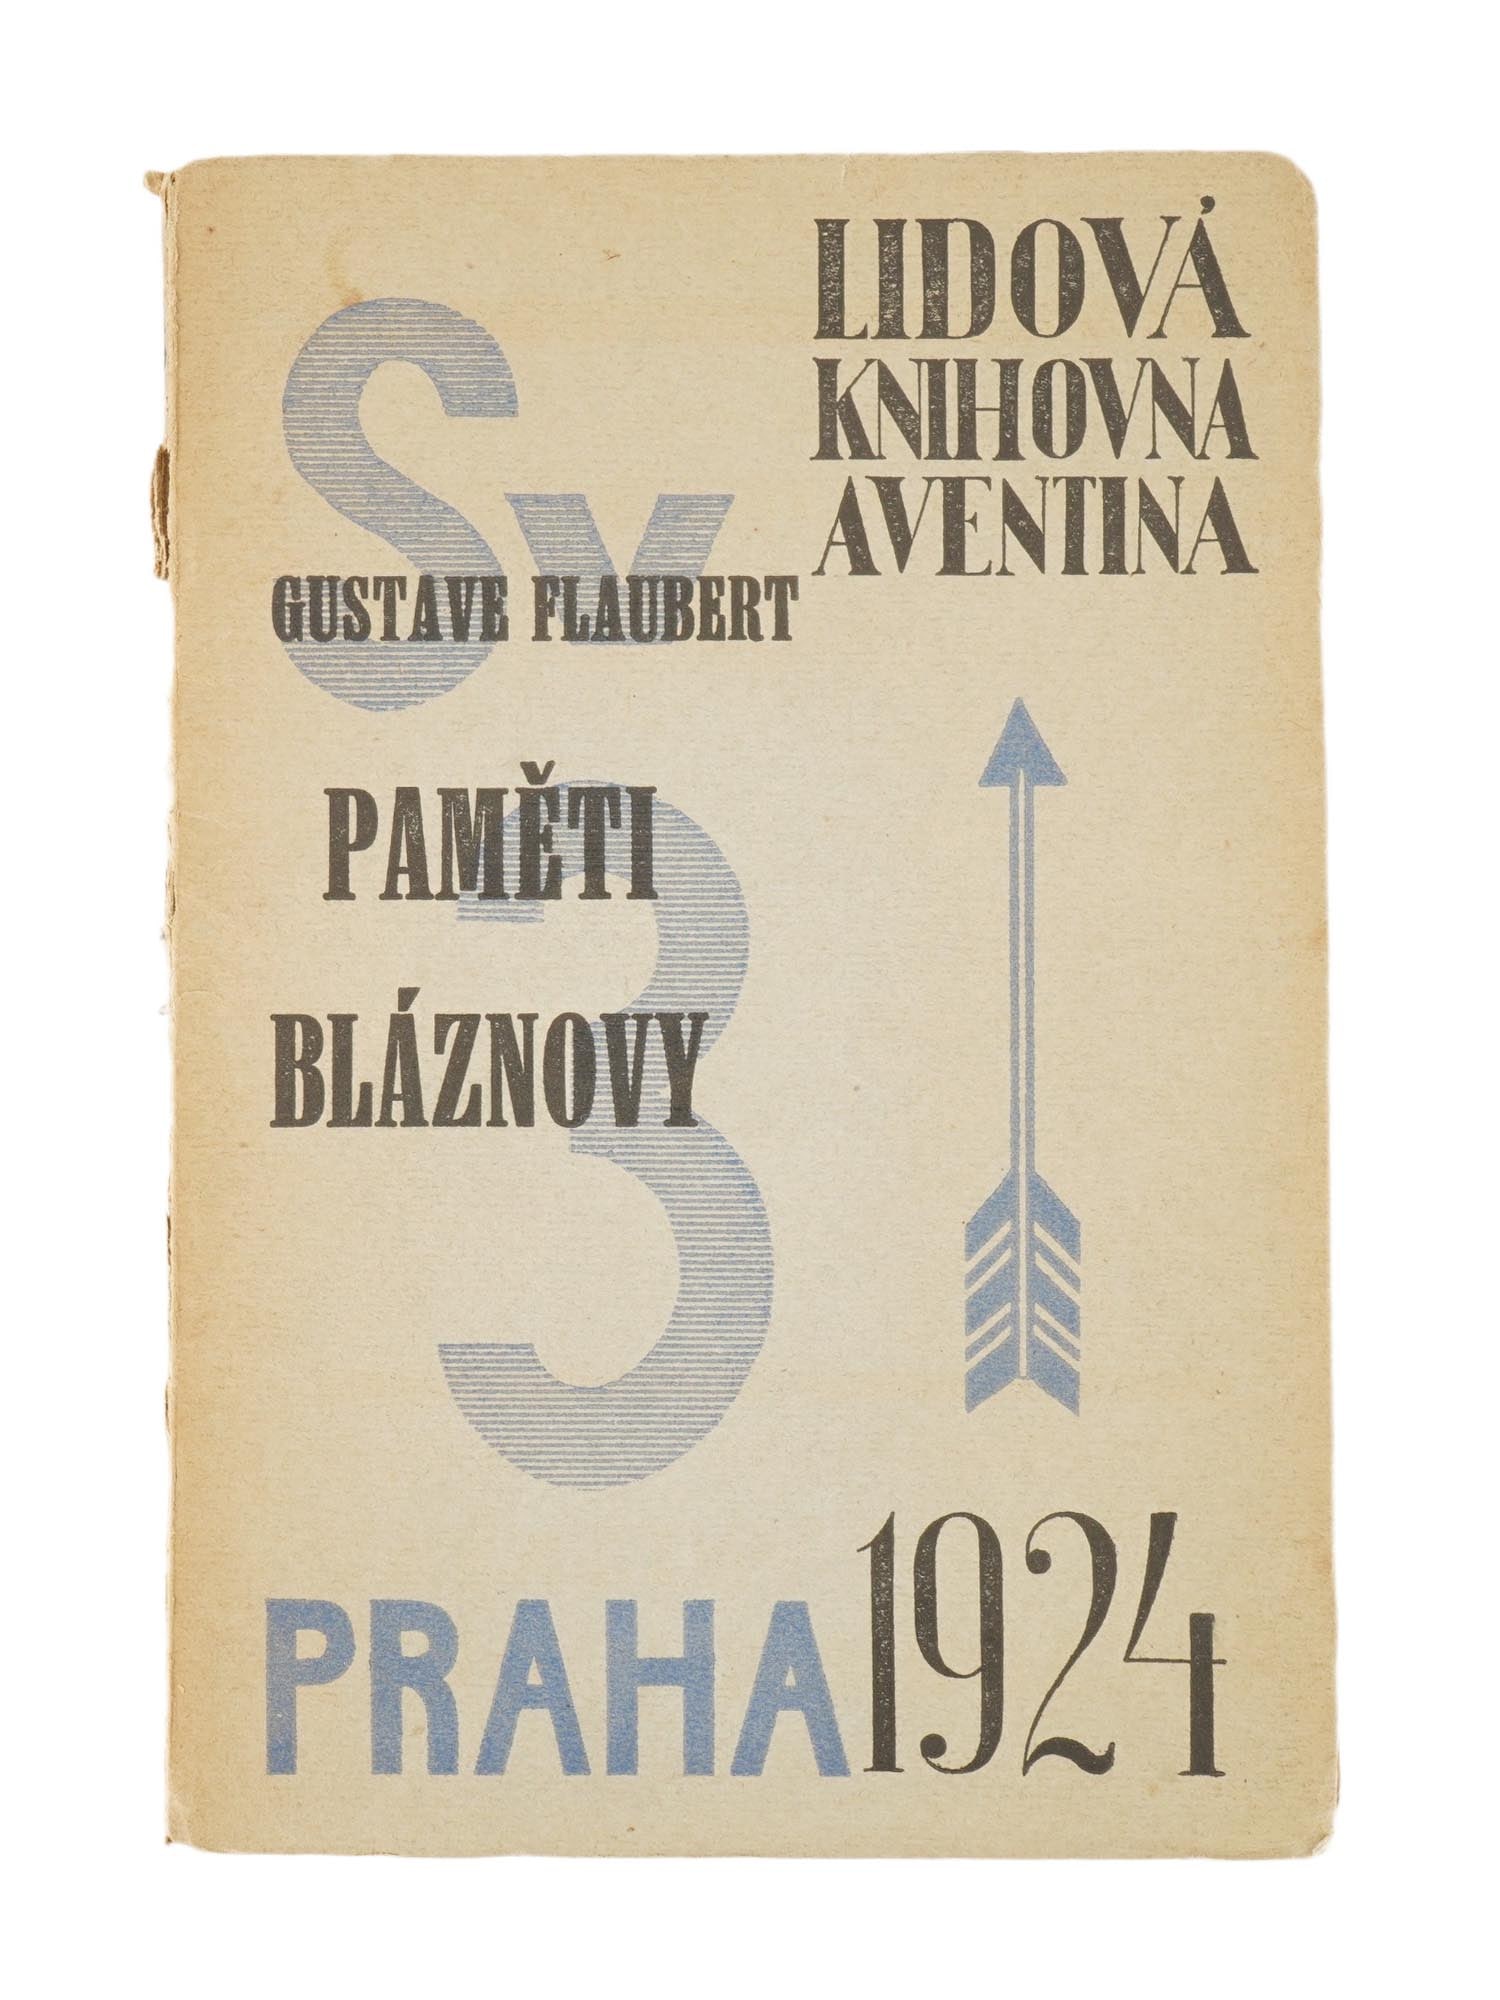 LIDOVÁ
KNIHOVNA
AVENTINA
Sv
GUSTAVE FLAUBERT
PAMĚTI
3
BLÁZNOVY
PRAHA 1924